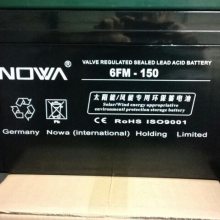 VALVE REGULATED SEALED LEAD ACID BATTERY
NOWA
6FM - 150
太阳能/风能专用环保蓄电池
Solar/Wind energy appropriative
environmental protection storage battery
CE RoHS ISO9001
Pb
Germany Nowa (international) Holding Limited